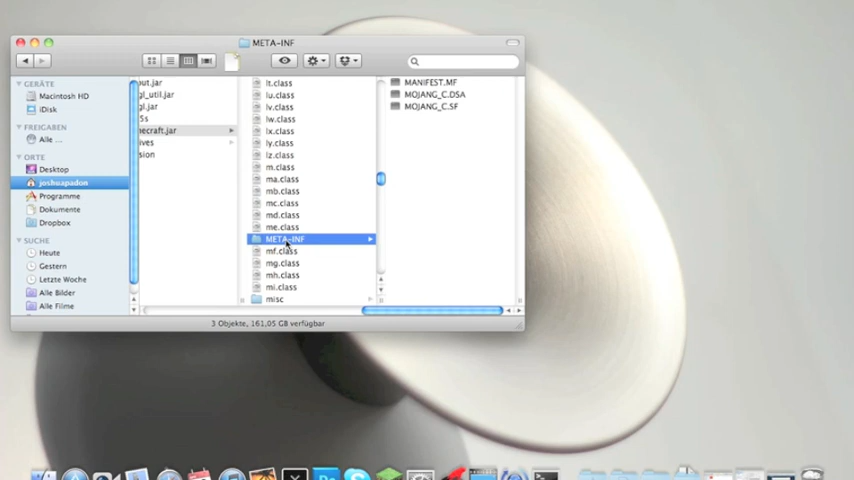 META-INF
GERÄTE
Macintosh HD
iDisk
FREIGABEN
Alle ...
ORTE
Desktop
joshuapadon
Programme
Dokumente
Dropbox
SUCHE
Heute
Gestern
Letzte Woche
Alle Bilder
Alle Filme
put.jar
gl_util.jar
gl.jar
necraft.jar
ives
sion
lt.class
lu.class
lv.class
lw.class
lx.class
ly.class
lz.class
m.class
ma.class
mb.class
mc.class
md.class
me.class
META-INF
mf.class
mg.class
mh.class
mi.class
misc
MANIFEST.MF
MOJANG_C.DSA
MOJANG_C.SF
3 Objekte, 161,05 GB verfügbar